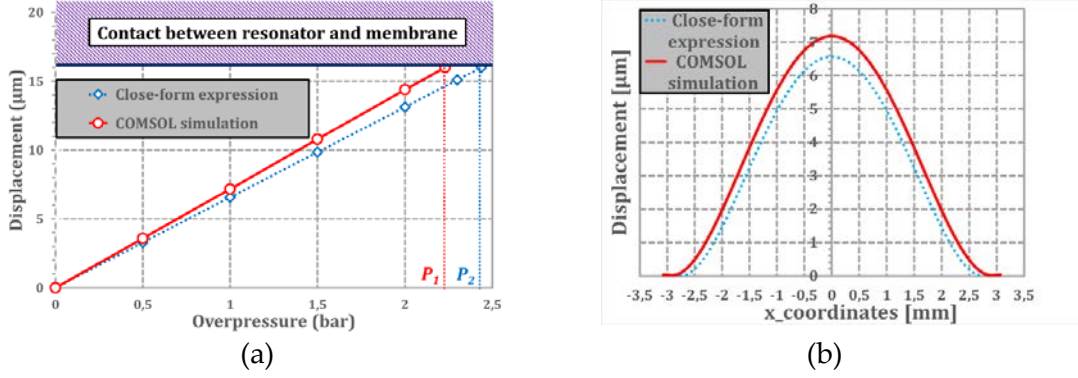 Contact between resonator and membrane
Close-form expression
COMSOL simulation
Displacement (μm)
20
15
10
5
0
P₁ P₂
0 0,5 1 1,5 2 2,5
Overpressure (bar)
(a)
Close-form
expression
COMSOL
simulation
Displacement [μm]
8
7
6
5
4
3
2
1
0
-3,5 -3 -2,5 -2 -1,5 -1 -0,5 0 0,5 1 1,5 2 2,5 3 3,5
x_coordinates [mm]
(b)